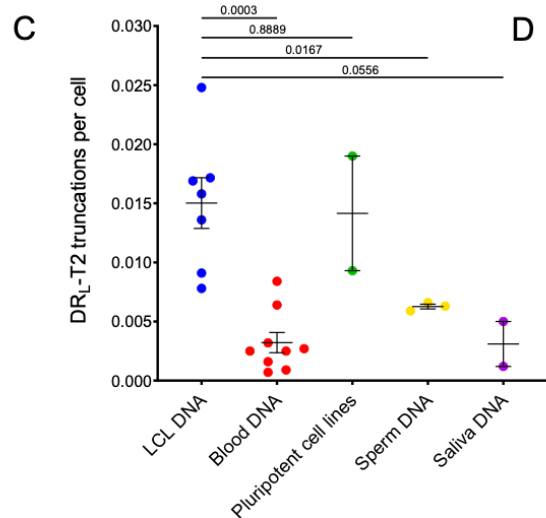 C
D
0.0003
0.8889
0.0167
0.0556
DR_L-T2 truncations per cell
0.030
0.025
0.020
0.015
0.010
0.005
0.000
LCL DNA
Blood DNA
Pluripotent cell lines
Sperm DNA
Saliva DNA